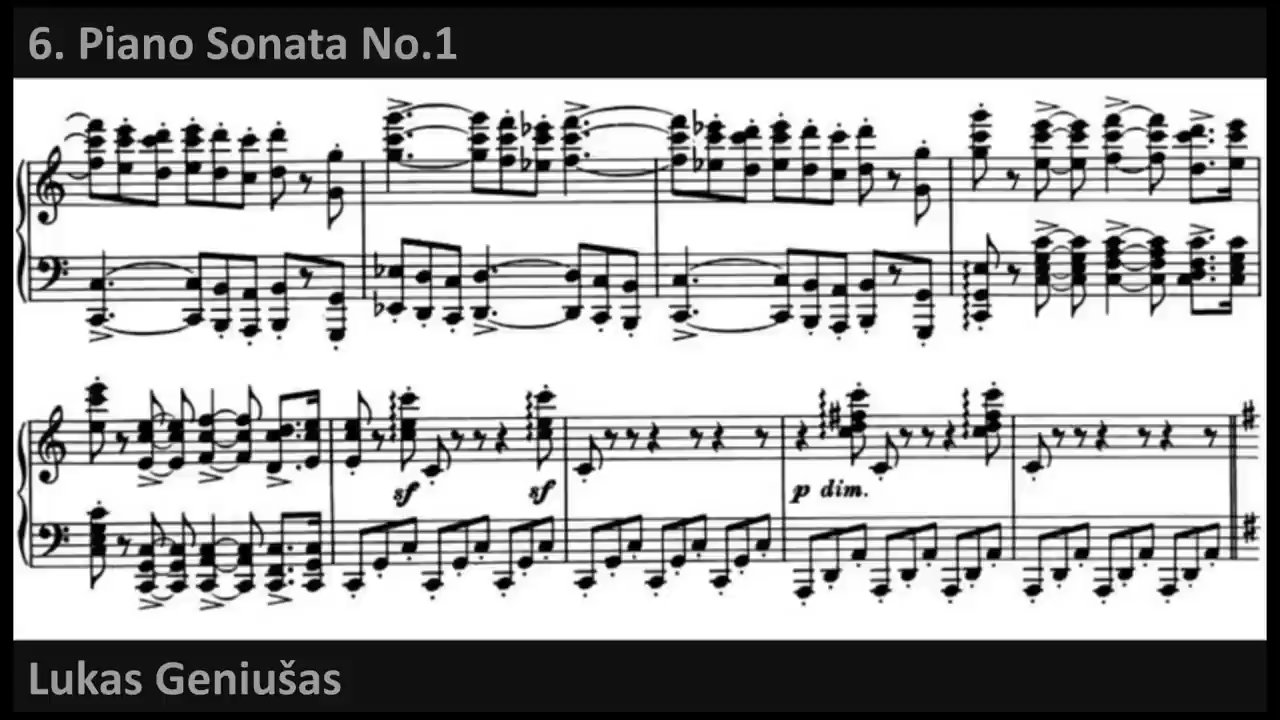 6. Piano Sonata No.1
sf sf p dim.
Lukas Geniušas